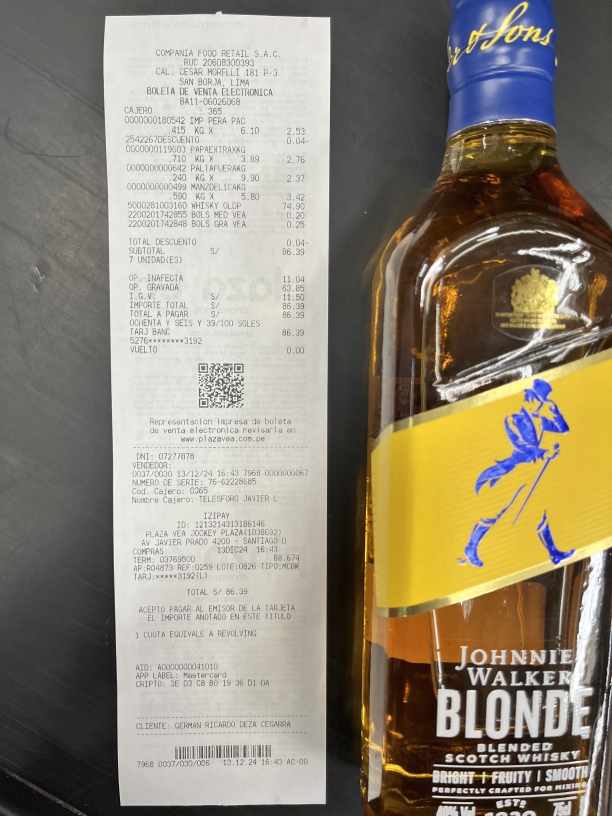 COMPANIA FOOD RETAIL S.A.C.
RUC 20608300393
CAL. CESAR MORELLI 181 P-3
SAN BORJA, LIMA
BOLETA DE VENTA ELECTRONICA
BA11-06026068
CAJERO : 365
0000000180542 IMP PERA PAC
.415 KG X 6.10 2.53
2542267DESCUENTO 0.04-
0000000119603 PAPAEXTRAXKG
.710 KG X 3.89 2.76
0000000000642 PALTAFUERAKG
.240 KG X 9.90 2.37
0000000000499 MANZDELICAKG
.590 KG X 5.80 3.42
5000281003160 WHISKY OLDP 74.90
2200201742855 BOLS MED VEA 0.20
2200201742848 BOLS GRA VEA 0.25
TOTAL DESCUENTO 0.04-
SUBTOTAL S/ 86.39
7 UNIDAD(ES)
OP. INAFECTA 11.04
OP. GRAVADA 63.85
I.G.V. S/ 11.50
IMPORTE TOTAL S/ 86.39
TOTAL A PAGAR S/ 86.39
OCHENTA Y SEIS Y 39/100 SOLES
TARJ BANC 86.39
5276********3192
VUELTO 0.00
Representacion impresa de boleta
de venta electronica revisarla en
www.plazavea.com.pe
DNI: 07277878
VENDEDOR:
0037/0030 13/12/24 16:43 7968 0000000067
NUMERO DE SERIE: 76-62228685
Cod. Cajero: 0365
Nombre Cajero: TELESFORO JAVIER L
IZIPAY
ID: 1213214313186146
PLAZA VEA JOCKEY PLAZA(1038692)
AV JAVIER PRADO 4200 - SANTIAGO D
COMPRAS 13DIC24 16:43
TERM: 03769500 B8.674
AP:R04873 REF:0259 LOTE:0826 TIPO:MCBW
TARJ:*****3192(L)
TOTAL S/ 86.39
ACEPTO PAGAR AL EMISOR DE LA TARJETA
EL IMPORTE ANOTADO EN ESTE TITULO
1 CUOTA EQUIVALE A REVOLVING
AID: A0000000041010
APP LABEL: Mastercard
CRIPTO: 3E D3 C8 B0 19 36 D1 DA
CLIENTE: GERMAN RICARDO DEZA CEGARRA
7968 0037/030/006 13.12.24 16:43 AC-00
& Sons
JOHNNIE
WALKER
BLONDE
BLENDED
SCOTCH WHISKY
BRIGHT | FRUITY | SMOOTH
PERFECTLY CRAFTED FOR MIXING
ESTD
40% Vol 1820 70cl